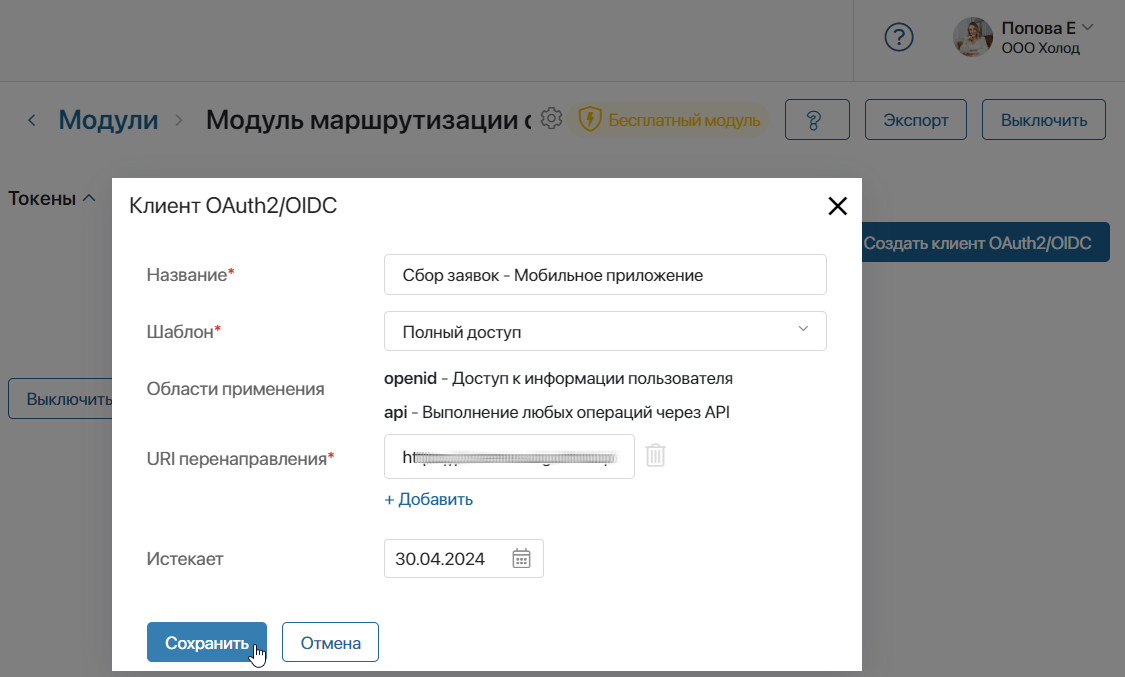 ?
Попова Е
ООО Холод
Модули
Модуль маршрутизации
Бесплатный модуль
?
Экспорт
Выключить
Токены
Создать клиент OAuth2/OIDC
Выключить
Клиент OAuth2/OIDC
Название*
Сбор заявок - Мобильное приложение
Шаблон*
Полный доступ
Области применения
openid - Доступ к информации пользователя
api - Выполнение любых операций через API
URI перенаправления*
+ Добавить
Истекает
30.04.2024
Сохранить
Отмена